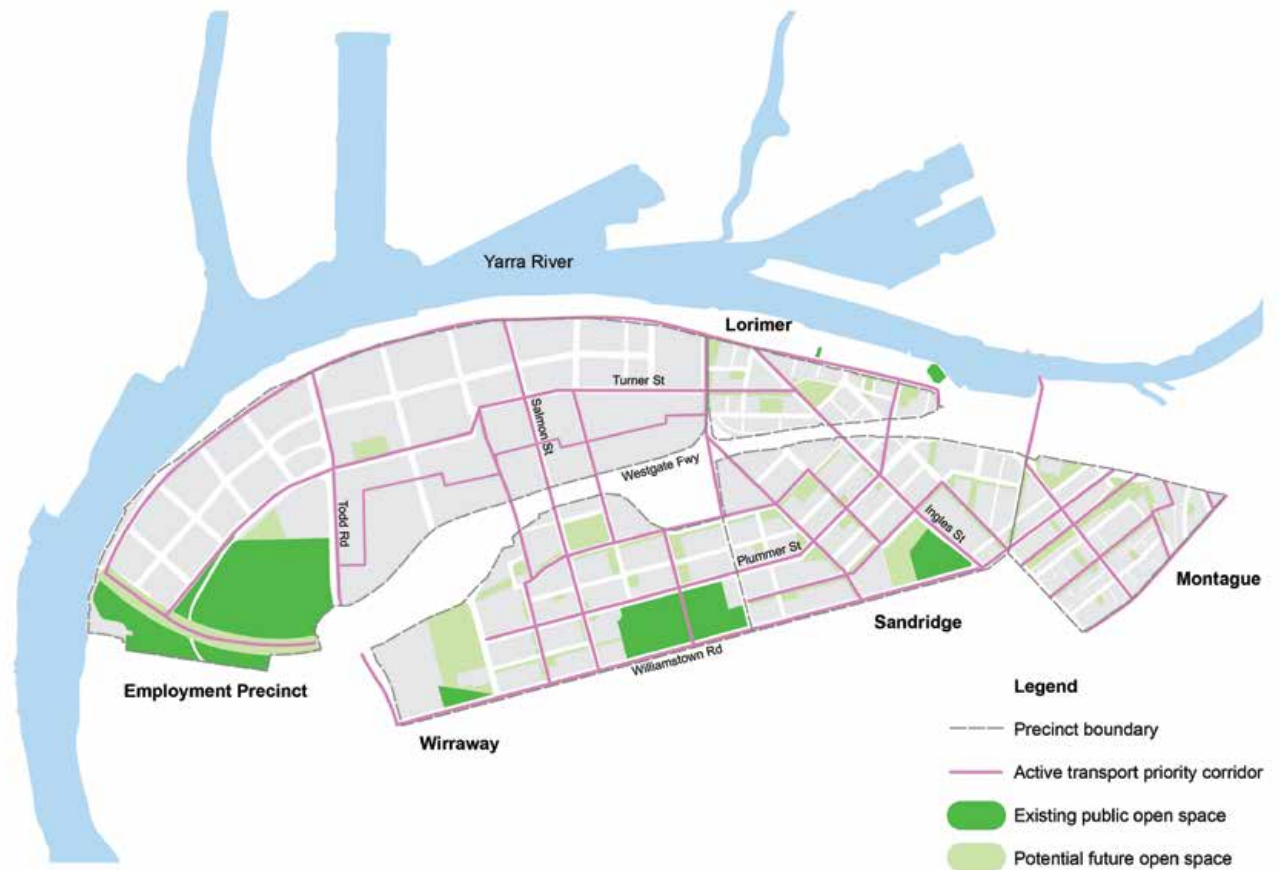 Yarra River
Lorimer
Turner St
Salmon St
Westgate Fwy
Todd Rd
Ingles St
Plummer St
Montague
Sandridge
Williamstown Rd
Employment Precinct
Wirraway
Legend
Precinct boundary
Active transport priority corridor
Existing public open space
Potential future open space